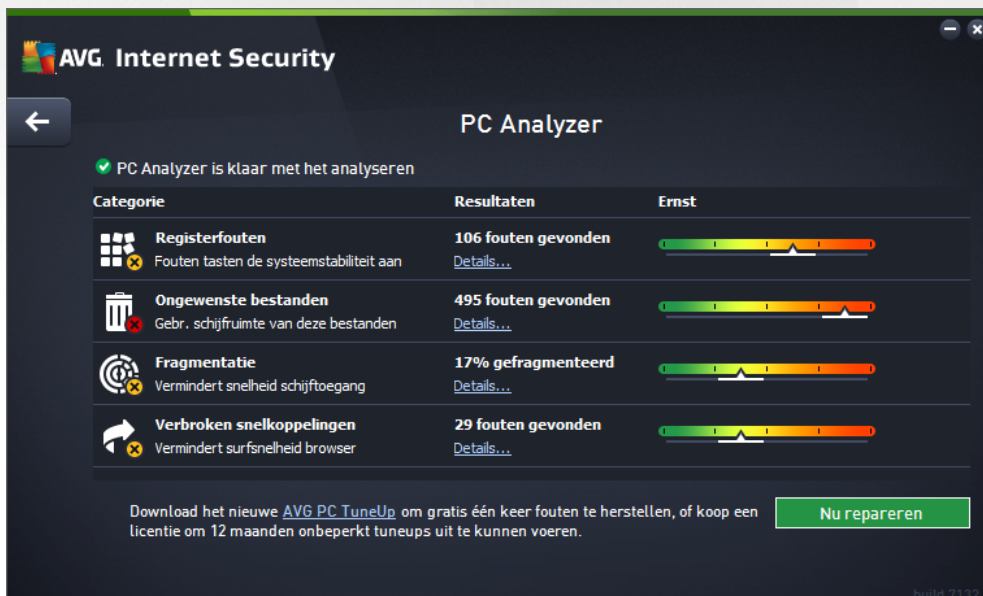 AVG. Internet Security
PC Analyzer
PC Analyzer is klaar met het analyseren
Categorie Resultaten Ernst
Registerfouten 106 fouten gevonden
Fouten tasten de systeemstabiliteit aan Details...
Ongewenste bestanden 495 fouten gevonden
Gebr. schijfruimte van deze bestanden Details...
Fragmentatie 17% gefragmenteerd
Vermindert snelheid schijftoegang Details...
Verbroken snelkoppelingen 29 fouten gevonden
Vermindert surfsnelheid browser Details...
Download het nieuwe AVG PC TuneUp om gratis één keer fouten te herstellen, of koop een
licentie om 12 maanden onbeperkt tuneups uit te kunnen voeren.
Nu repareren
build 7132